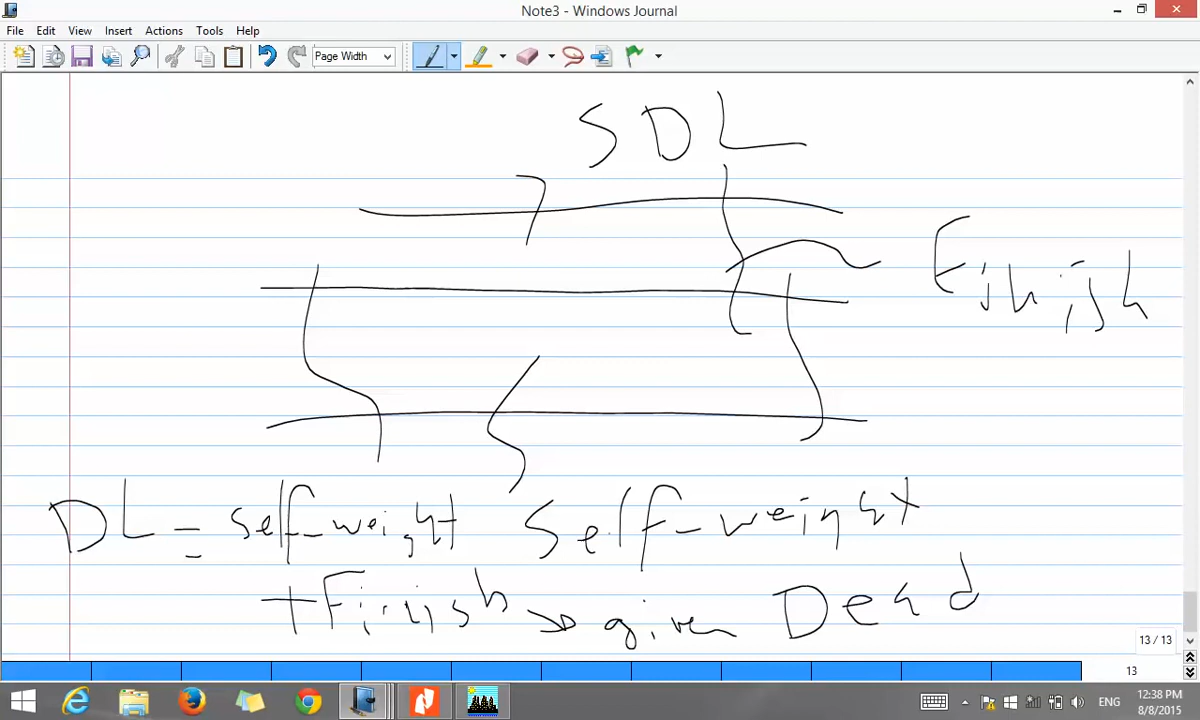 Note3 - Windows Journal
File Edit View Insert Actions Tools Help
Page Width
SDL
Finish
DL = self-weight Self-weight
+Finish → given Dead
13 / 13
13
ENG
12:38 PM
8/8/2015